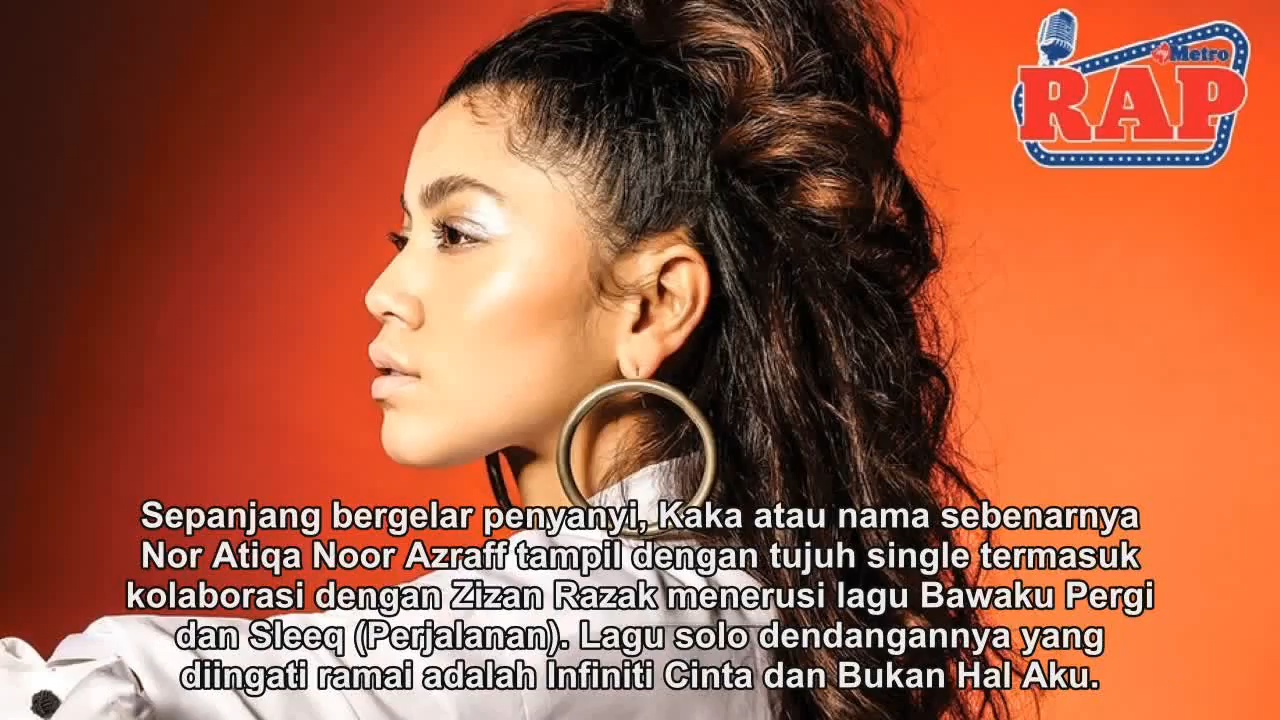 Metro
RAP
Sepanjang bergelar penyanyi, Kaka atau nama sebenarnya
Nor Atiqa Noor Azraff tampil dengan tujuh single termasuk
kolaborasi dengan Zizan Razak menerusi lagu Bawaku Pergi
dan Sleeq (Perjalanan). Lagu solo dendangannya yang
diingati ramai adalah Infiniti Cinta dan Bukan Hal Aku.